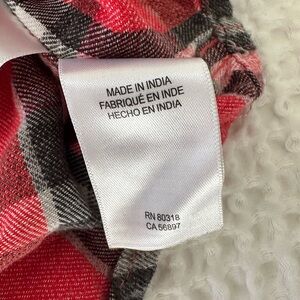 MADE IN INDIA
FABRIQUÉ EN INDE
HECHO EN INDIA
RN 80318
CA 56897